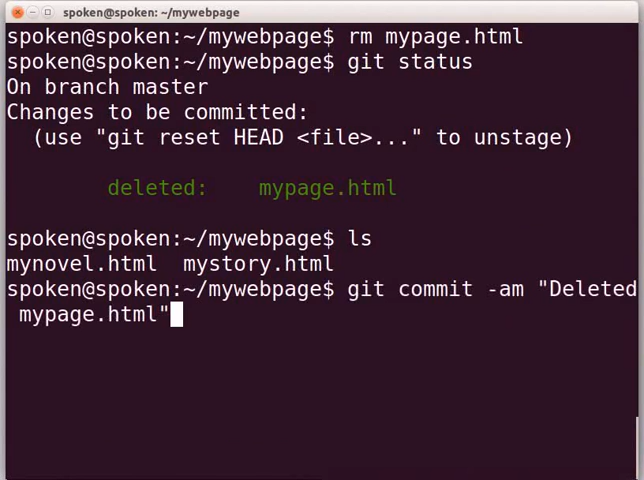 spoken@spoken: ~/mywebpage
spoken@spoken:~/mywebpage$ rm mypage.html
spoken@spoken:~/mywebpage$ git status
On branch master
Changes to be committed:
  (use "git reset HEAD <file>..." to unstage)
        deleted:    mypage.html
spoken@spoken:~/mywebpage$ ls
mynovel.html  mystory.html
spoken@spoken:~/mywebpage$ git commit -am "Deleted
 mypage.html"